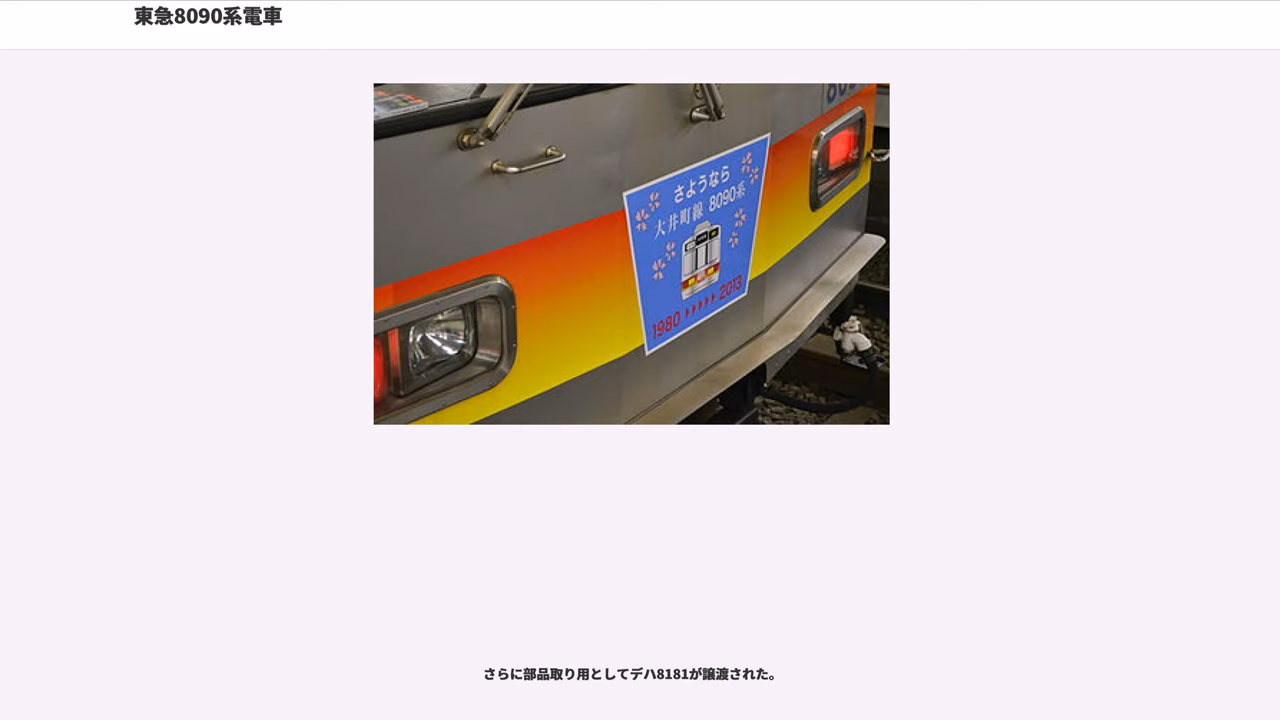 東急8090系電車
さようなら
大井町線 8090系
1980 2013
さらに部品取り用としてデハ8181が譲渡された。